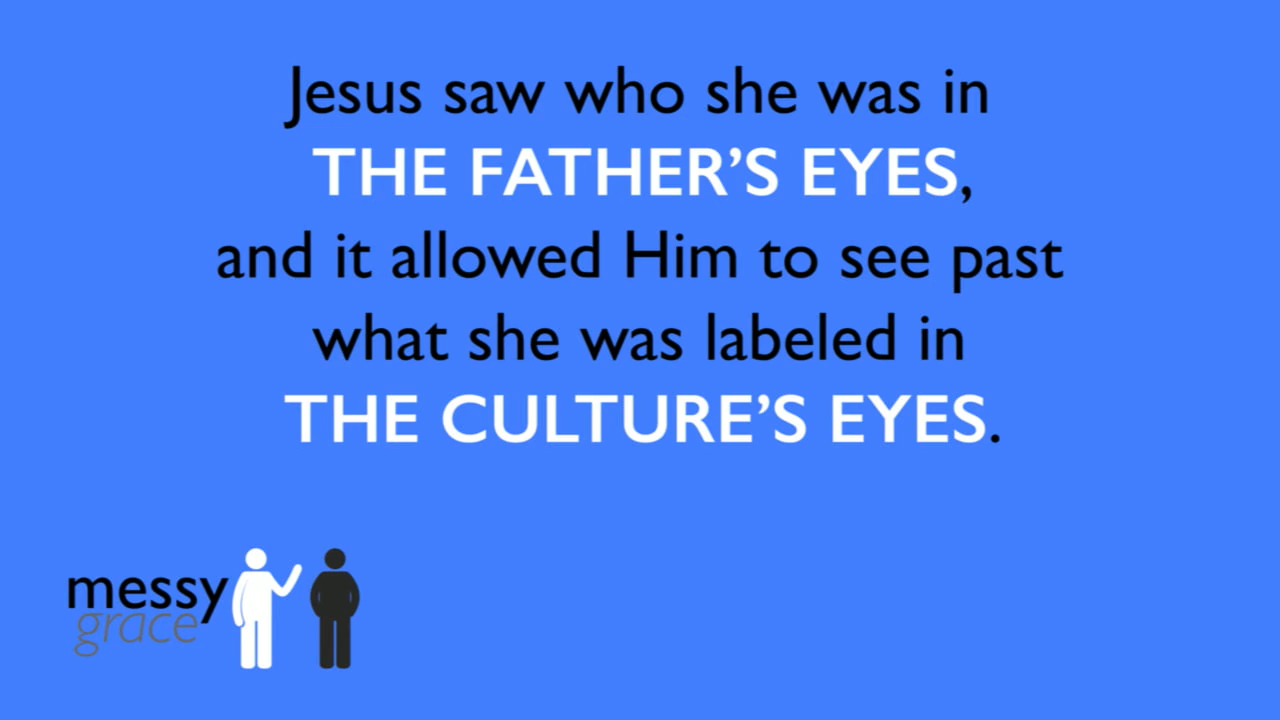 Jesus saw who she was in
THE FATHER’S EYES,
and it allowed Him to see past
what she was labeled in
THE CULTURE’S EYES.
messy
grace